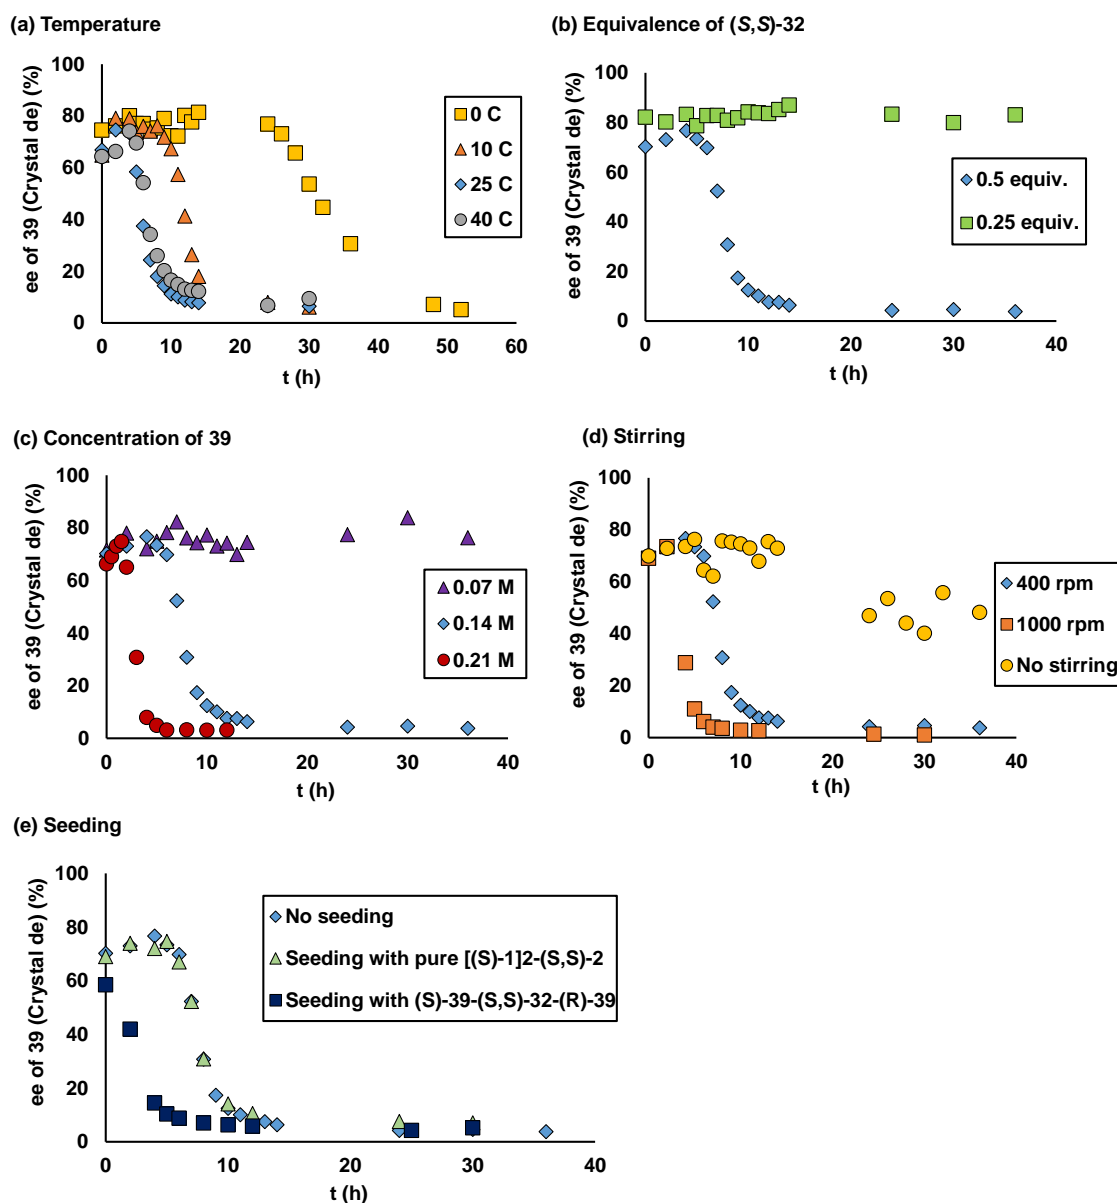 (a) Temperature
ee of 39 (Crystal de) (%)
100
80
60
40
20
0
0 10 20 30 40 50 60
t (h)
0 C
10 C
25 C
40 C
(b) Equivalence of (S,S)-32
ee of 39 (Crystal de) (%)
100
80
60
40
20
0
0 10 20 30 40
t (h)
0.5 equiv.
0.25 equiv.
(c) Concentration of 39
ee of 39 (Crystal de) (%)
100
80
60
40
20
0
0 10 20 30 40
t (h)
0.07 M
0.14 M
0.21 M
(d) Stirring
ee of 39 (Crystal de) (%)
100
80
60
40
20
0
0 10 20 30 40
t (h)
400 rpm
1000 rpm
No stirring
(e) Seeding
ee of 39 (Crystal de) (%)
100
80
60
40
20
0
0 10 20 30 40
t (h)
No seeding
Seeding with pure [(S)-1]2-(S,S)-2
Seeding with (S)-39-(S,S)-32-(R)-39